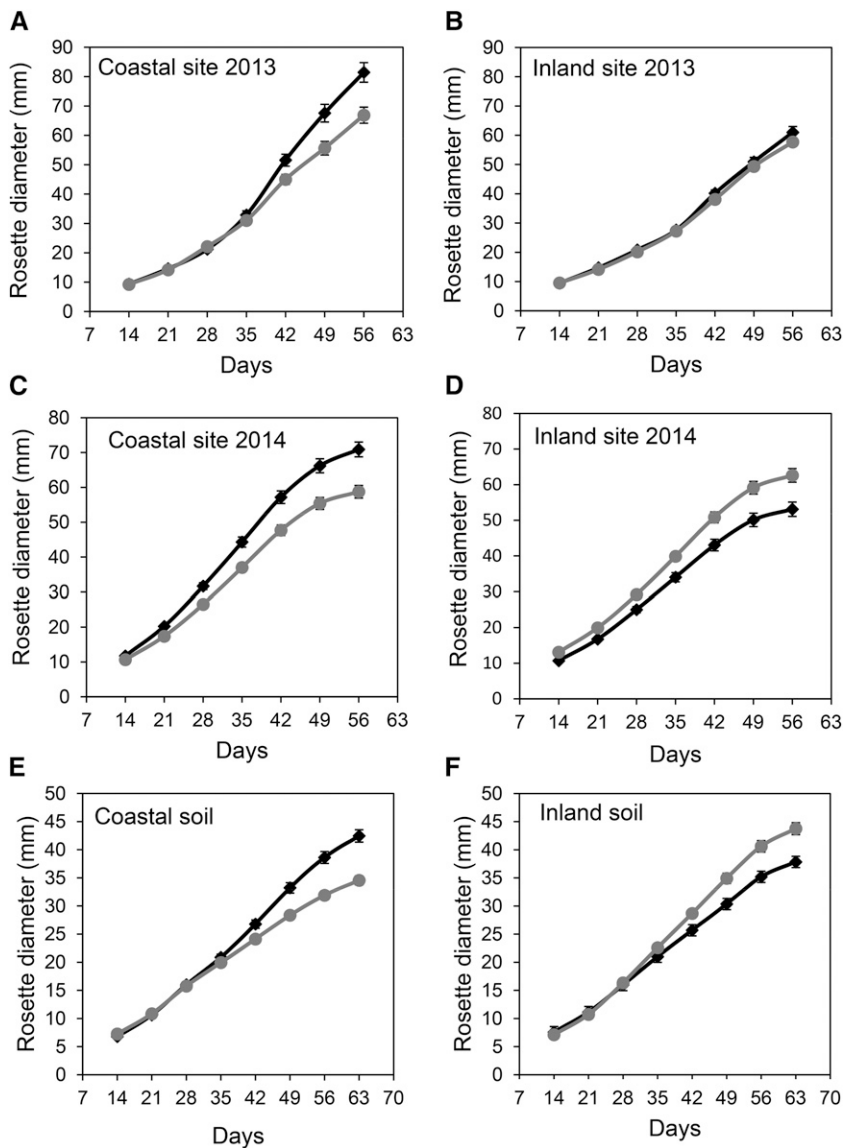 A
Coastal site 2013
Rosette diameter (mm)
90
80
70
60
50
40
30
20
10
0
7 14 21 28 35 42 49 56 63
Days
B
Inland site 2013
Rosette diameter (mm)
90
80
70
60
50
40
30
20
10
0
7 14 21 28 35 42 49 56 63
Days
C
Coastal site 2014
Rosette diameter (mm)
80
70
60
50
40
30
20
10
0
7 14 21 28 35 42 49 56 63
Days
D
Inland site 2014
Rosette diameter (mm)
80
70
60
50
40
30
20
10
0
7 14 21 28 35 42 49 56 63
Days
E
Coastal soil
Rosette diameter (mm)
50
45
40
35
30
25
20
15
10
5
0
7 14 21 28 35 42 49 56 63 70
Days
F
Inland soil
Rosette diameter (mm)
50
45
40
35
30
25
20
15
10
5
0
7 14 21 28 35 42 49 56 63 70
Days